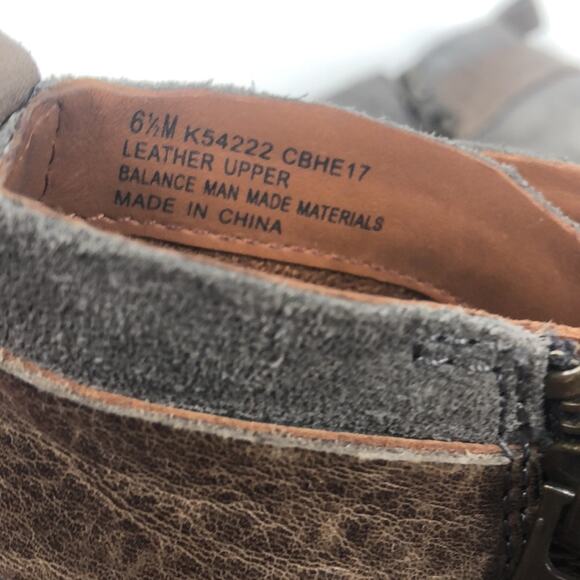 6½M K54222 CBHE17
LEATHER UPPER
BALANCE MAN MADE MATERIALS
MADE IN CHINA